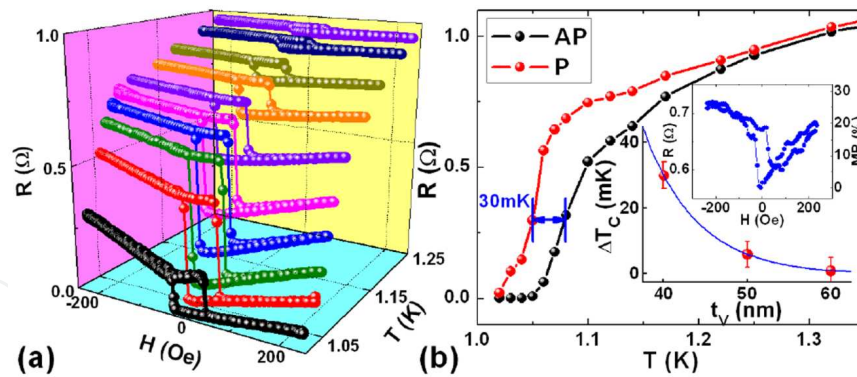 1.0
0.5
0.0
R (Ω)
-200
0
200
H (Oe)
1.05
1.15
1.25
T (K)
R (Ω)
(a)
1.0
0.5
0.0
AP
P
30mK
1.0
1.1
1.2
1.3
T (K)
(b)
40
20
0
ΔT_C (mK)
40
50
60
t_V (nm)
0.7
0.6
R (Ω)
-200
0
200
H (Oe)
30
20
10
0
MR (%)